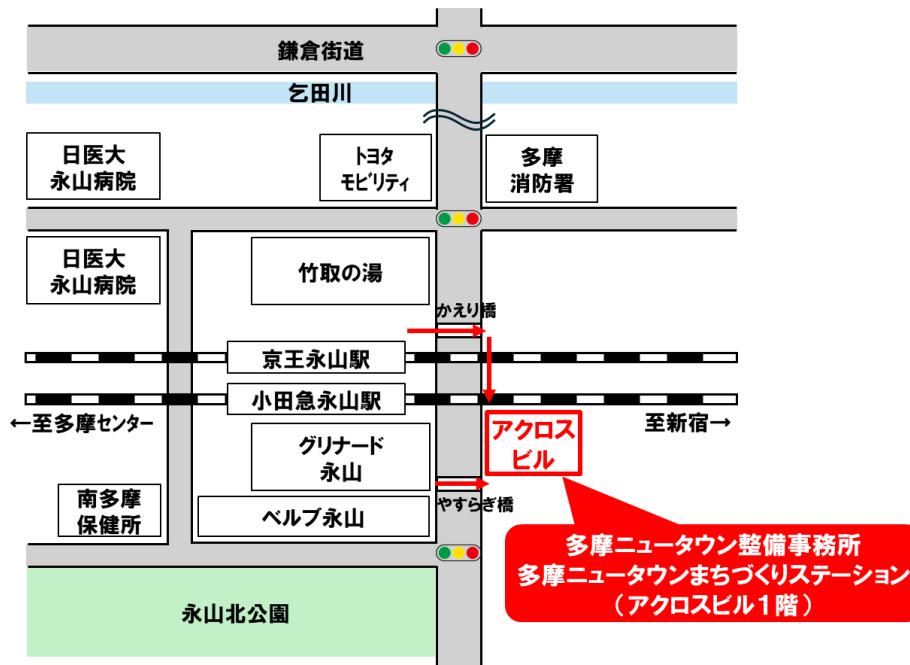 鎌倉街道
乞田川
日医大
永山病院
トヨタ
モビリティ
多摩
消防署
日医大
永山病院
竹取の湯
かえり橋
京王永山駅
小田急永山駅
←至多摩センター
至新宿→
アクロス
ビル
グリナード
永山
南多摩
保健所
ベルブ永山
やすらぎ橋
多摩ニュータウン整備事務所
多摩ニュータウンまちづくりステーション
（アクロスビル１階）
永山北公園